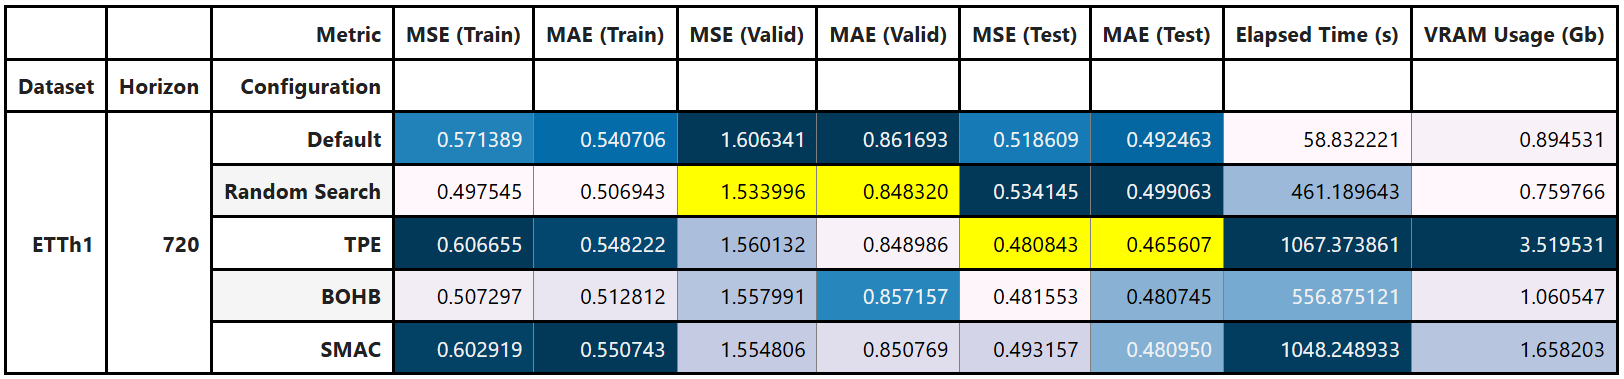 Metric MSE (Train) MAE (Train) MSE (Valid) MAE (Valid) MSE (Test) MAE (Test) Elapsed Time (s) VRAM Usage (Gb)
Dataset Horizon Configuration
Default 0.571389 0.540706 1.606341 0.861693 0.518609 0.492463 58.832221 0.894531
Random Search 0.497545 0.506943 1.533996 0.848320 0.534145 0.499063 461.189643 0.759766
ETTh1 720 TPE 0.606655 0.548222 1.560132 0.848986 0.480843 0.465607 1067.373861 3.519531
BOHB 0.507297 0.512812 1.557991 0.857157 0.481553 0.480745 556.875121 1.060547
SMAC 0.602919 0.550743 1.554806 0.850769 0.493157 0.480950 1048.248933 1.658203